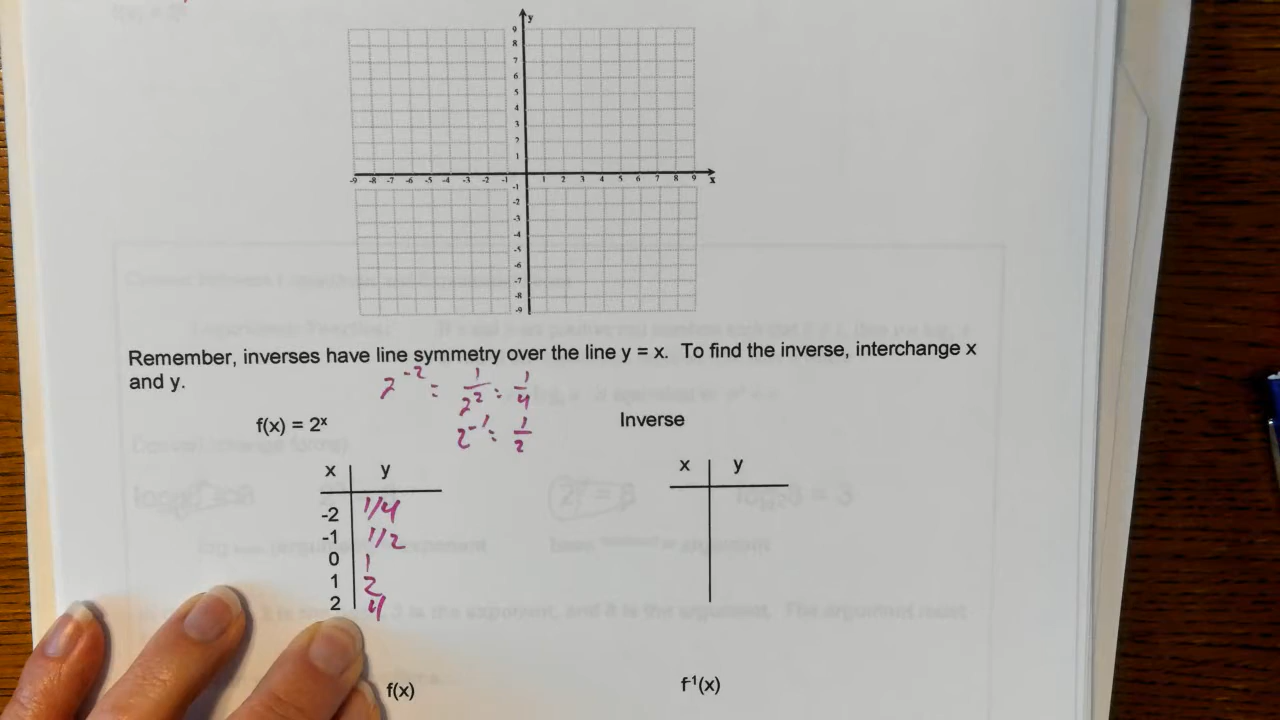 y
9
8
7
6
5
4
3
2
1
-9 -8 -7 -6 -5 -4 -3 -2 -1 1 2 3 4 5 6 7 8 9 x
-1
-2
-3
-4
-5
-6
-7
-8
-9
Remember, inverses have line symmetry over the line y = x. To find the inverse, interchange x
and y.
2⁻² = 1/2² = 1/4
2⁻¹ = 1/2
f(x) = 2ˣ
x y
-2 1/4
-1 1/2
0 1
1 2
2 4
f(x)
Inverse
x y
f⁻¹(x)